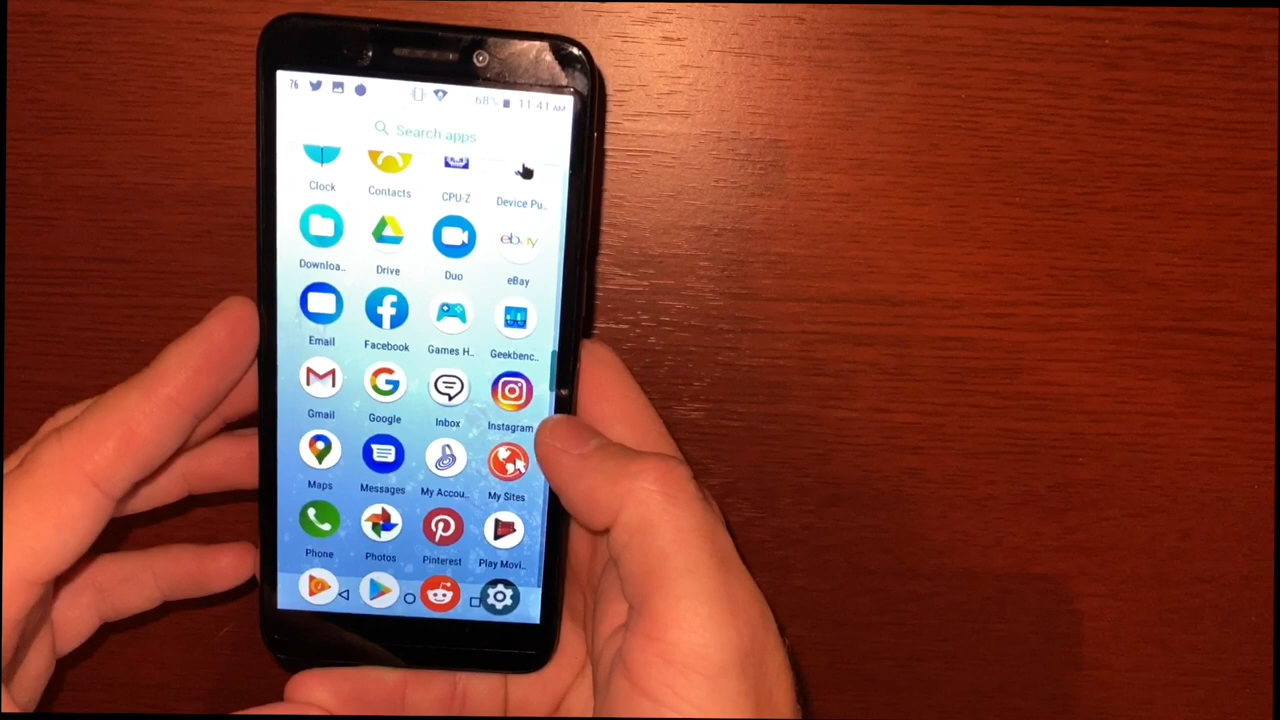 76 68% 11:41 AM
Search apps
Clock Contacts CPU-Z Device Pu..
ebay
Downloa.. Drive Duo eBay
Email Facebook Games H.. Geekbenc..
Gmail Google Inbox Instagram
Maps Messages My Accou.. My Sites
Phone Photos Pinterest Play Movi..